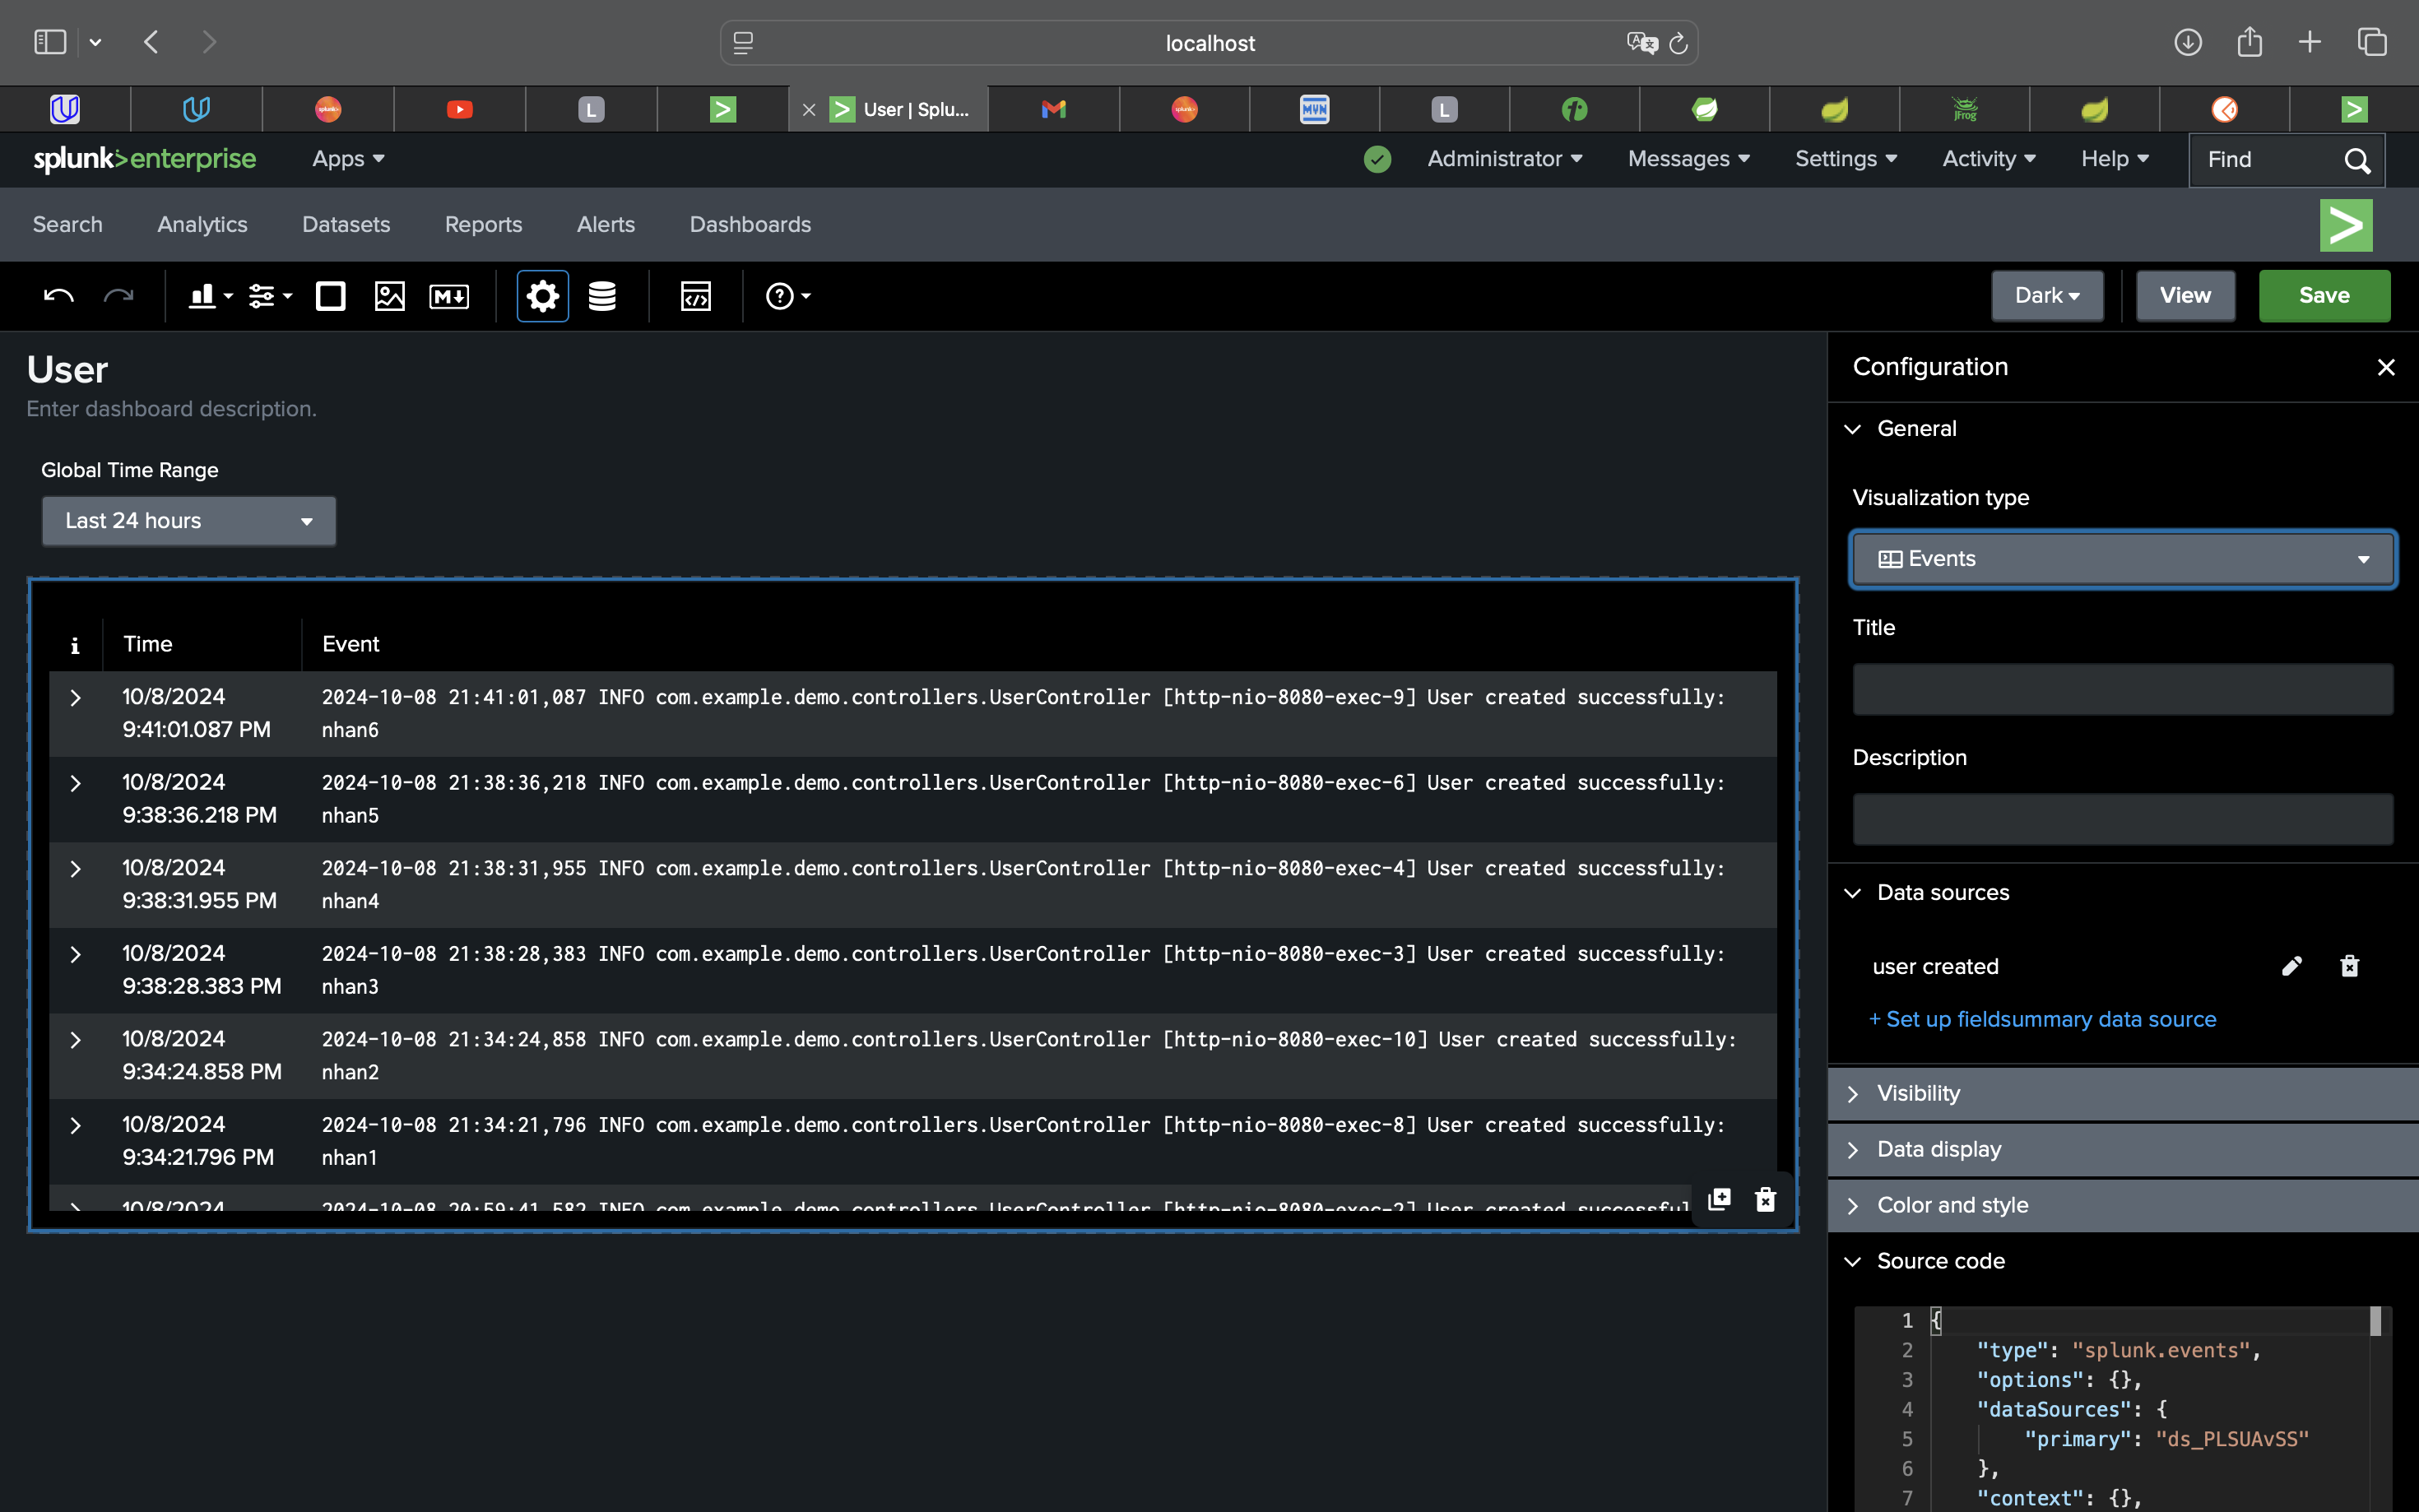 localhost
User | Splu...
splunk>enterprise Apps Administrator Messages Settings Activity Help Find
Search Analytics Datasets Reports Alerts Dashboards
Dark View Save
User
Enter dashboard description.
Global Time Range
Last 24 hours
i Time Event
10/8/2024 2024-10-08 21:41:01,087 INFO com.example.demo.controllers.UserController [http-nio-8080-exec-9] User created successfully:
9:41:01.087 PM nhan6
10/8/2024 2024-10-08 21:38:36,218 INFO com.example.demo.controllers.UserController [http-nio-8080-exec-6] User created successfully:
9:38:36.218 PM nhan5
10/8/2024 2024-10-08 21:38:31,955 INFO com.example.demo.controllers.UserController [http-nio-8080-exec-4] User created successfully:
9:38:31.955 PM nhan4
10/8/2024 2024-10-08 21:38:28,383 INFO com.example.demo.controllers.UserController [http-nio-8080-exec-3] User created successfully:
9:38:28.383 PM nhan3
10/8/2024 2024-10-08 21:34:24,858 INFO com.example.demo.controllers.UserController [http-nio-8080-exec-10] User created successfully:
9:34:24.858 PM nhan2
10/8/2024 2024-10-08 21:34:21,796 INFO com.example.demo.controllers.UserController [http-nio-8080-exec-8] User created successfully:
9:34:21.796 PM nhan1
10/8/2024 2024-10-08 20:59:41,582 INFO com.example.demo.controllers.UserController [http-nio-8080-exec-2] User created successful
Configuration
General
Visualization type
Events
Title
Description
Data sources
user created
+ Set up fieldsummary data source
Visibility
Data display
Color and style
Source code
1 {
2 "type": "splunk.events",
3 "options": {},
4 "dataSources": {
5 "primary": "ds_PLSUAvSS"
6 },
7 "context": {},